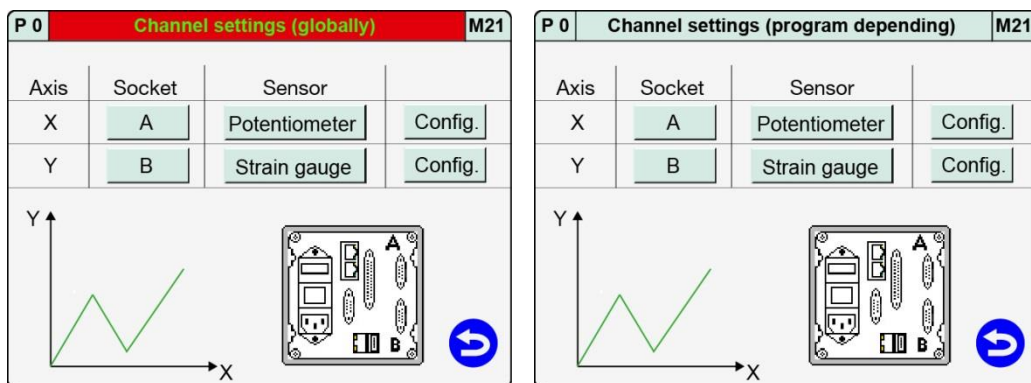 P 0 Channel settings (globally) M21
Axis Socket Sensor
X A Potentiometer Config.
Y B Strain gauge Config.
Y
A
B
X
P 0 Channel settings (program depending) M21
Axis Socket Sensor
X A Potentiometer Config.
Y B Strain gauge Config.
Y
A
B
X